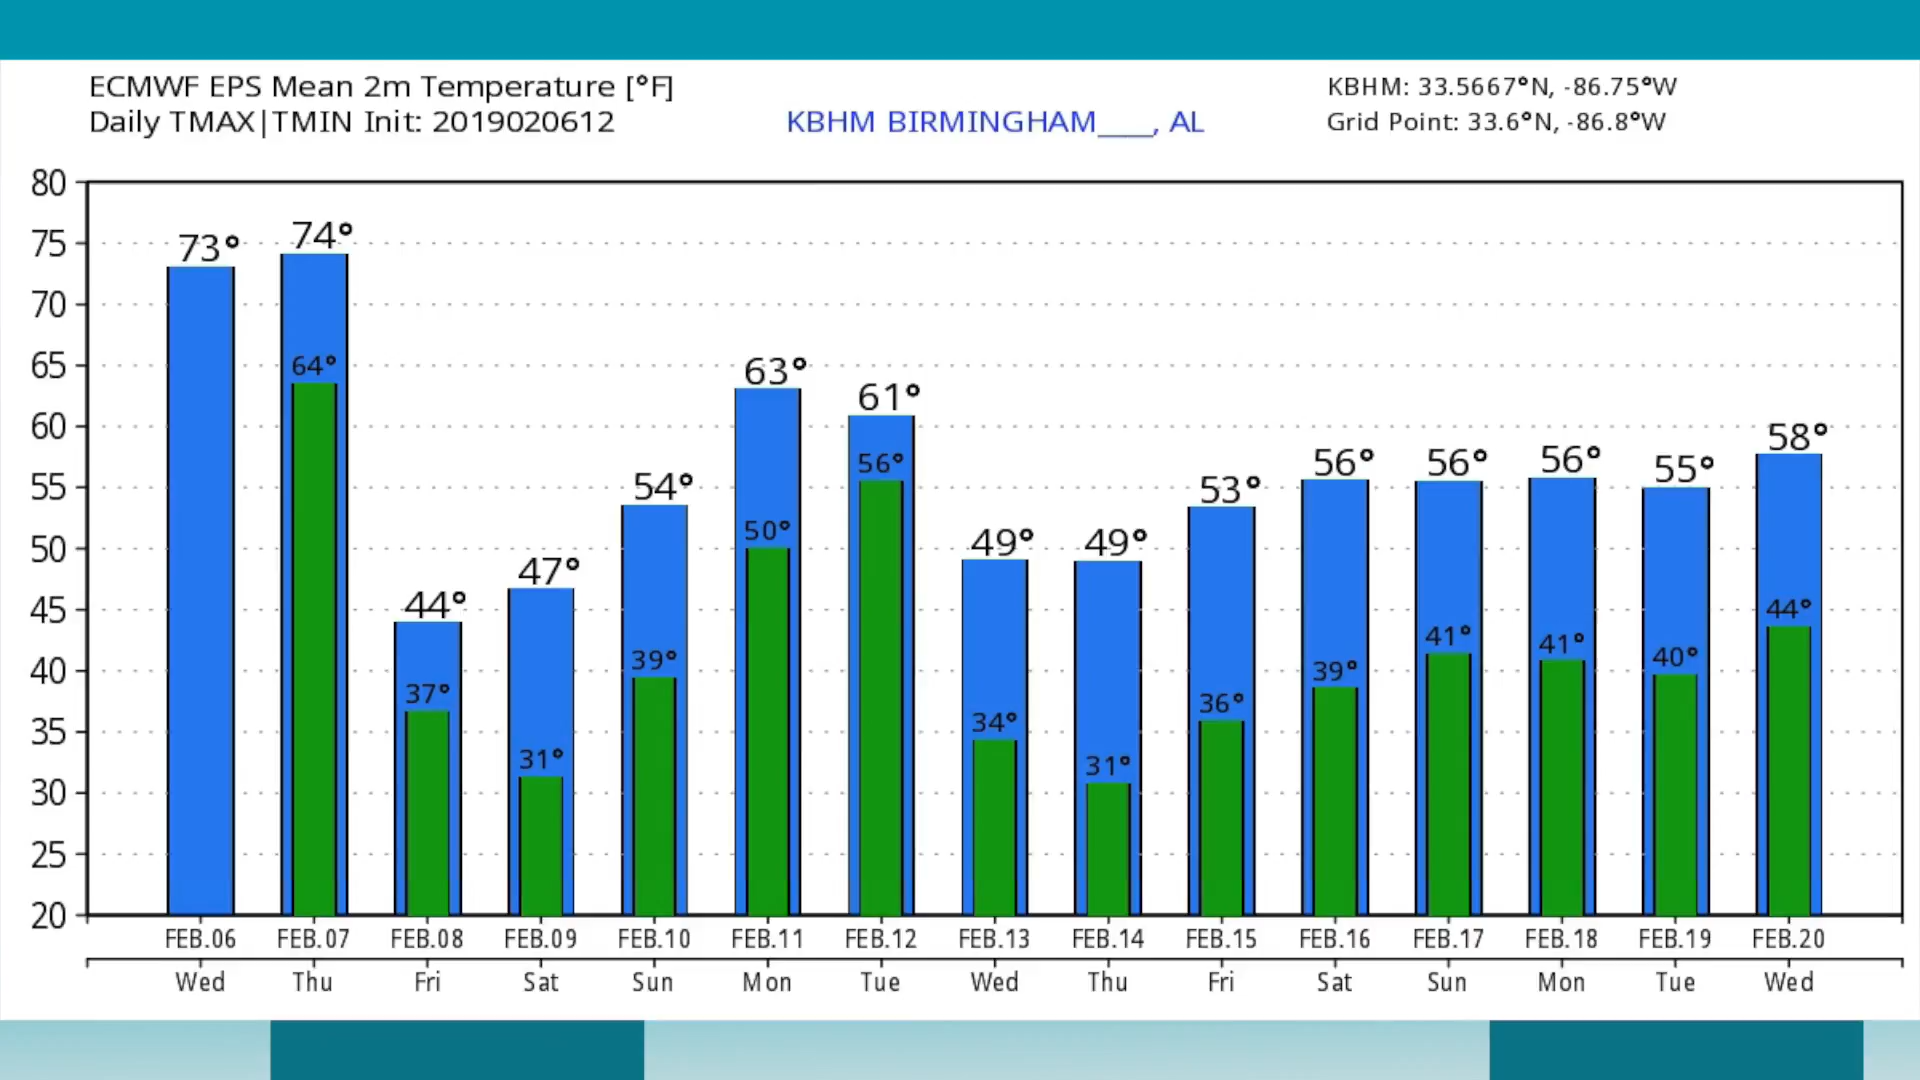 ECMWF EPS Mean 2m Temperature [°F]
Daily TMAX|TMIN Init: 2019020612
KBHM BIRMINGHAM____, AL
KBHM: 33.5667°N, -86.75°W
Grid Point: 33.6°N, -86.8°W
80
75
70
65
60
55
50
45
40
35
30
25
20
73° 74° 44° 47° 54° 63° 61° 49° 49° 53° 56° 56° 56° 55° 58°
64° 37° 31° 39° 50° 56° 34° 31° 36° 39° 41° 41° 40° 44°
FEB.06 FEB.07 FEB.08 FEB.09 FEB.10 FEB.11 FEB.12 FEB.13 FEB.14 FEB.15 FEB.16 FEB.17 FEB.18 FEB.19 FEB.20
Wed Thu Fri Sat Sun Mon Tue Wed Thu Fri Sat Sun Mon Tue Wed